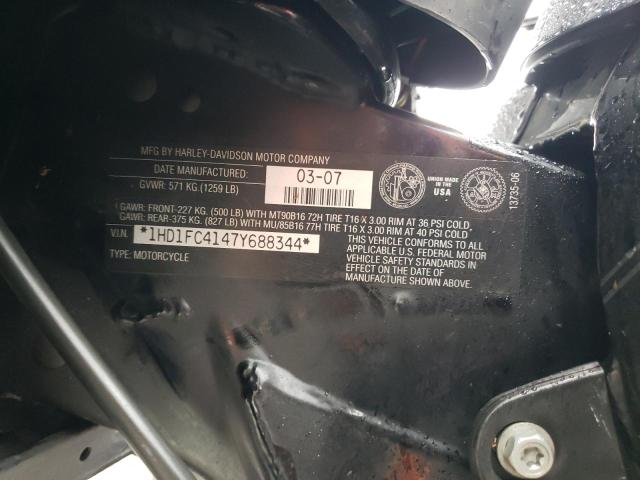 MFG BY HARLEY-DAVIDSON MOTOR COMPANY
DATE MANUFACTURED: 03-07
GVWR: 571 KG (1259 LB)
UNION MADE IN THE USA
13735-06
GAWR: FRONT-227 KG. (500 LB) WITH MT90B16 72H TIRE T16 X 3.00 RIM AT 36 PSI COLD
GAWR: REAR-375 KG. (827 LB) WITH MU/85B16 77H TIRE T16 X 3.00 RIM AT 40 PSI COLD.
V.I.N. *1HD1FC4147Y688344*
TYPE: MOTORCYCLE
THIS VEHICLE CONFORMS TO ALL
APPLICABLE U.S. FEDERAL MOTOR
VEHICLE SAFETY STANDARDS IN
EFFECT ON THE DATE OF
MANUFACTURE SHOWN ABOVE.